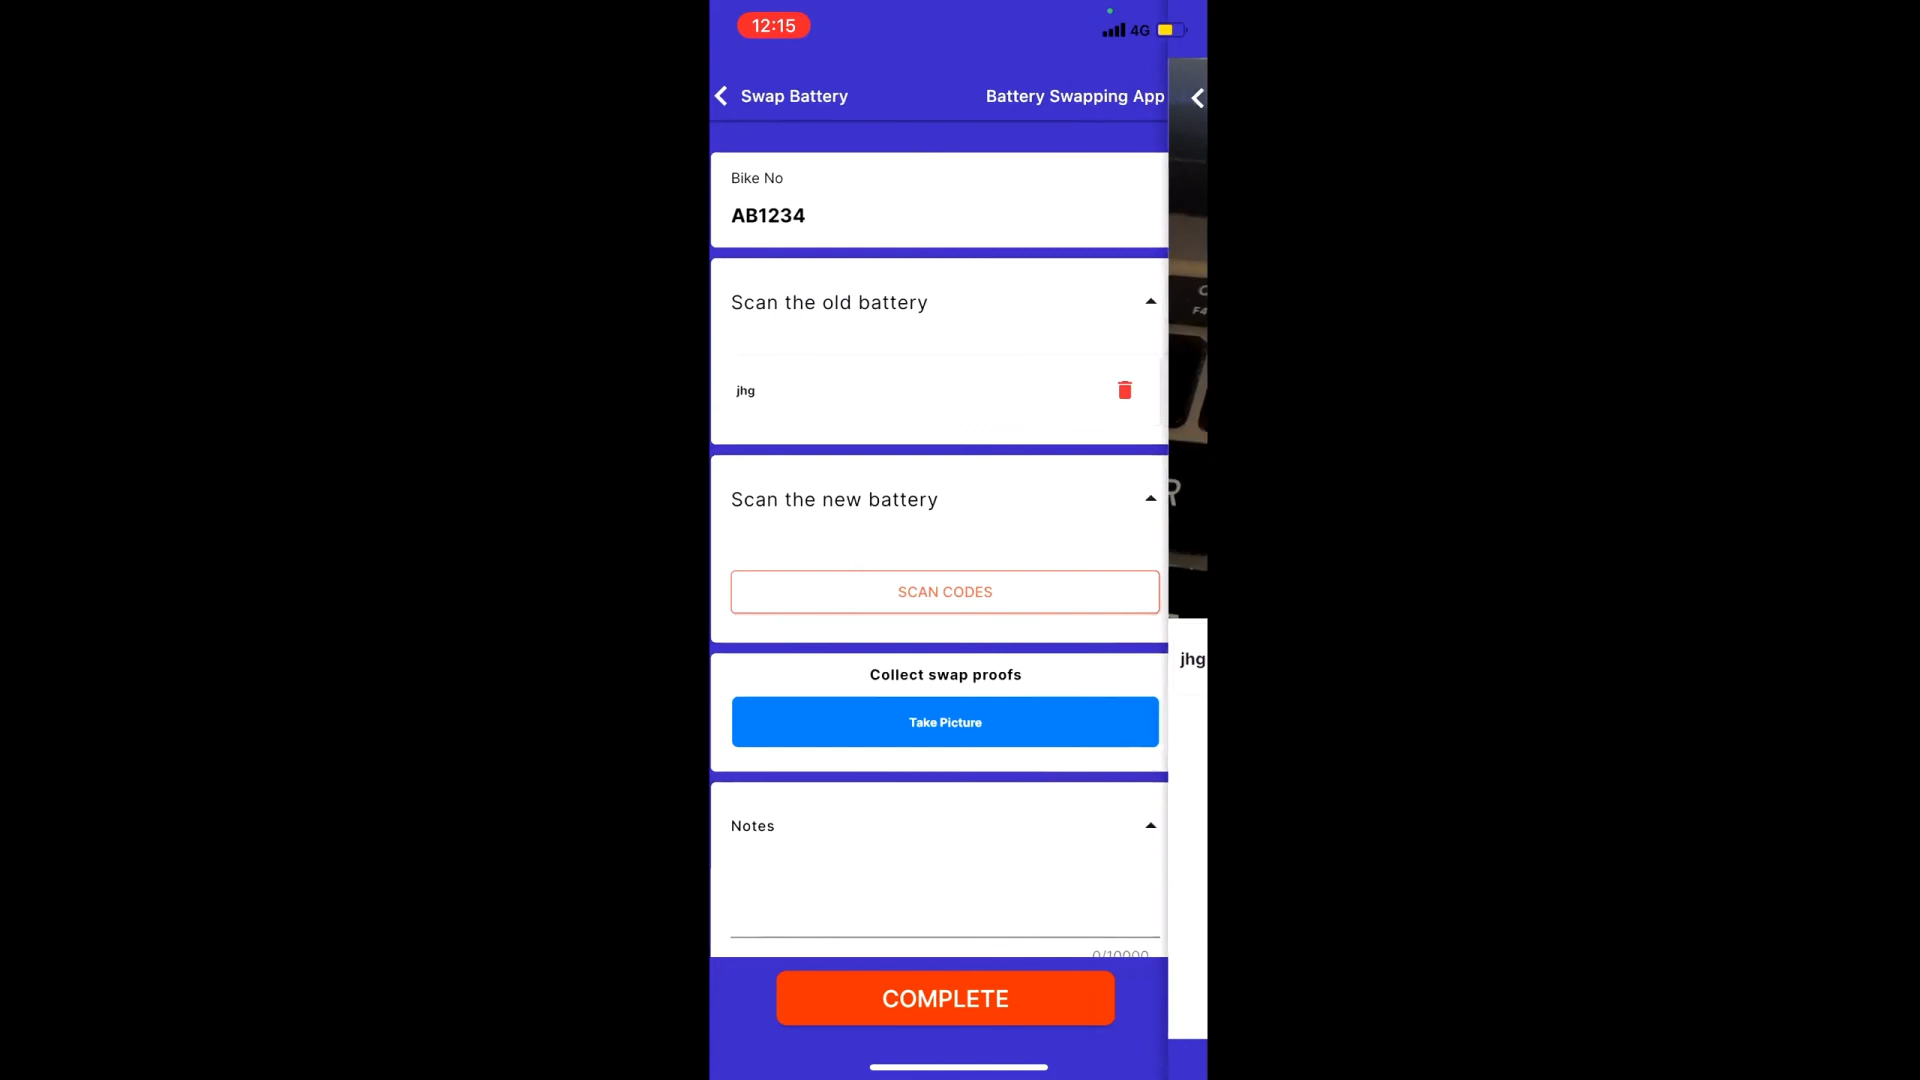 12:15
4G
Swap Battery
Battery Swapping App
Bike No
AB1234
Scan the old battery
F4
jhg
Scan the new battery
R
SCAN CODES
jhg
Collect swap proofs
Take Picture
Notes
0/10000
COMPLETE